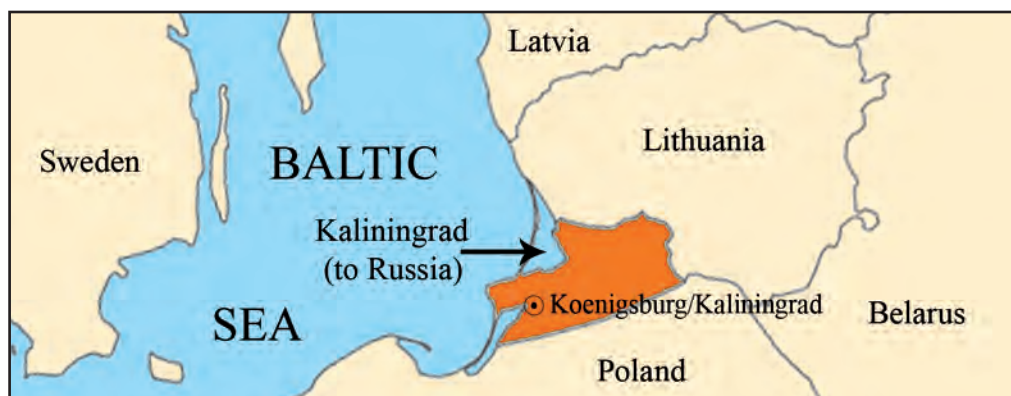 Latvia
Lithuania
Sweden
BALTIC
Kaliningrad
(to Russia)
SEA
Koenigsburg/Kaliningrad
Belarus
Poland